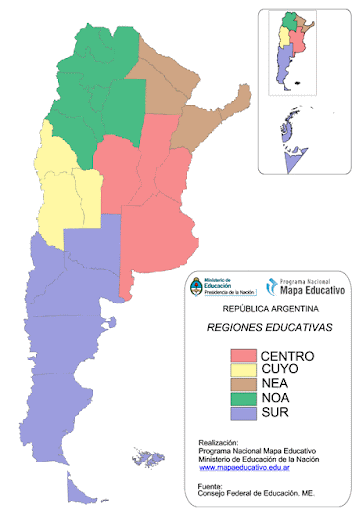 Ministerio de
Educación
Presidencia de la Nación
Programa Nacional
Mapa Educativo
REPÚBLICA ARGENTINA
REGIONES EDUCATIVAS
CENTRO
CUYO
NEA
NOA
SUR
Realización:
Programa Nacional Mapa Educativo
Ministerio de Educación de la Nación
www.mapaeducativo.edu.ar
Fuente:
Consejo Federal de Educación. ME.